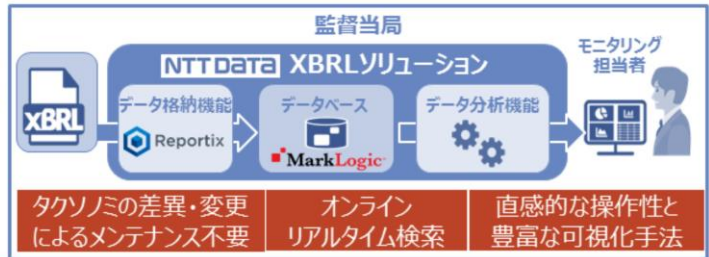 監督当局
NTT DATA XBRLソリューション
モニタリング
担当者
XBRL
データ格納機能
Reportix
データベース
MarkLogic
データ分析機能
タクソノミの差異・変更
によるメンテナンス不要
オンライン
リアルタイム検索
直感的な操作性と
豊富な可視化手法